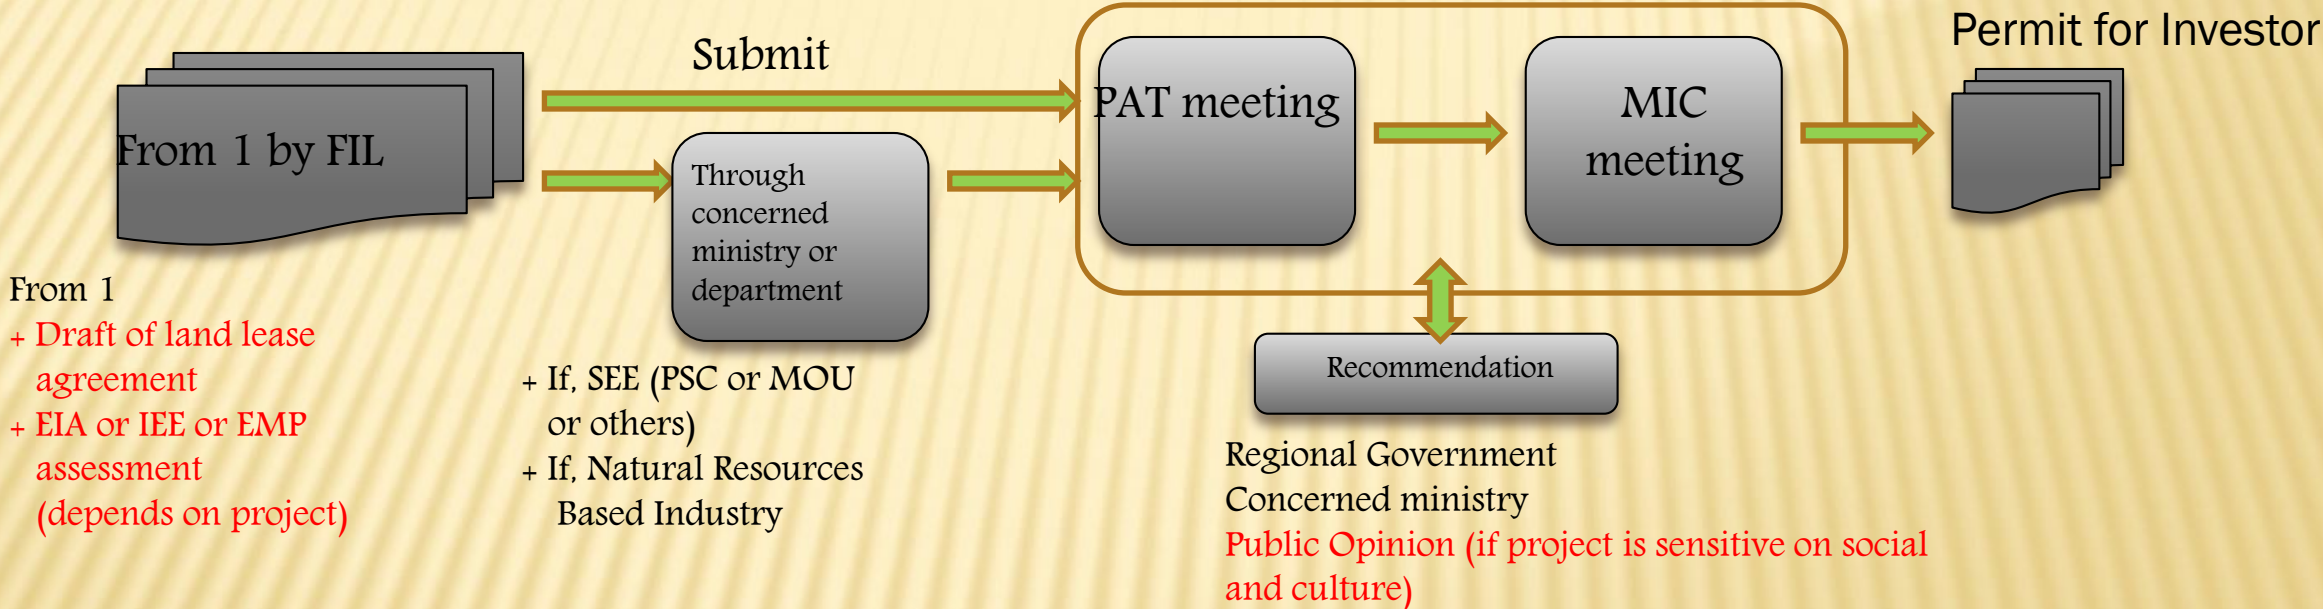 Permit for Investor
Submit
From 1 by FIL
PAT meeting
MIC
meeting
Through
concerned
ministry or
department
From 1
+ Draft of land lease
agreement
+ EIA or IEE or EMP
assessment
(depends on project)
+ If, SEE (PSC or MOU
or others)
+ If, Natural Resources
Based Industry
Recommendation
Regional Government
Concerned ministry
Public Opinion (if project is sensitive on social
and culture)